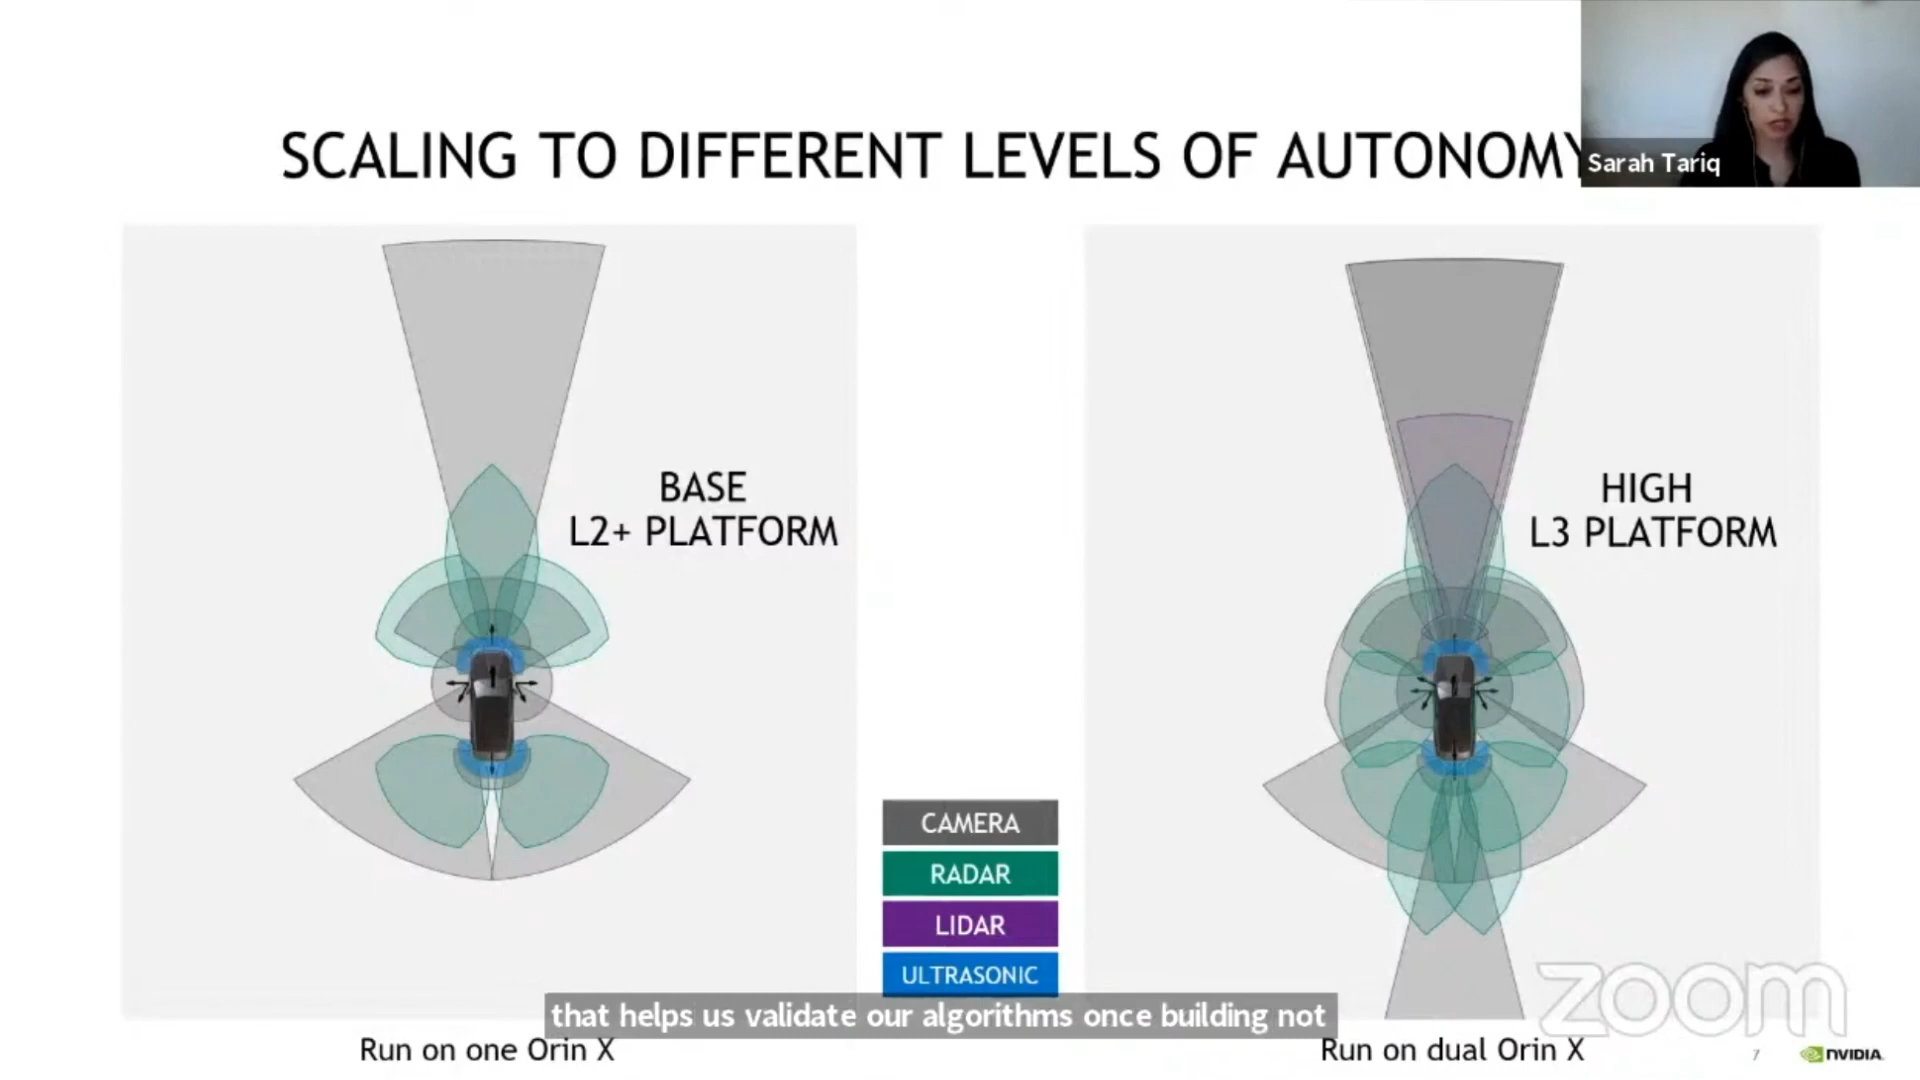 SCALING TO DIFFERENT LEVELS OF AUTONOMY
Sarah Tariq
BASE
L2+ PLATFORM
HIGH
L3 PLATFORM
CAMERA
RADAR
LIDAR
ULTRASONIC
that helps us validate our algorithms once building not
Run on one Orin X
Run on dual Orin X
zoom
7
NVIDIA